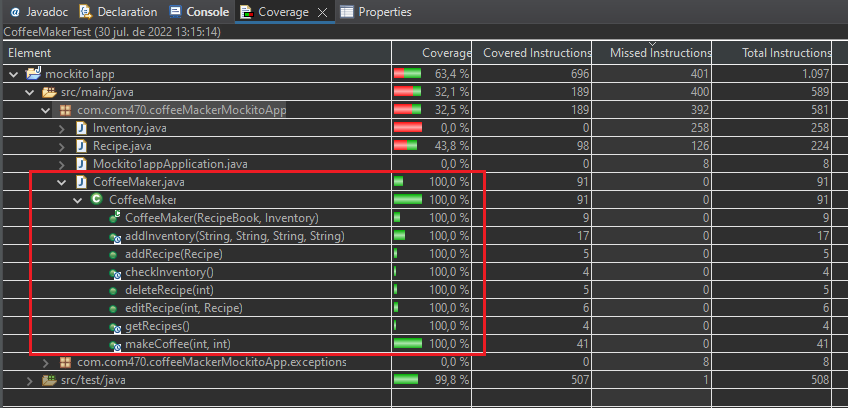 Javadoc Declaration Console Coverage Properties
CoffeeMakerTest (30 jul. de 2022 13:15:14)
Element Coverage Covered Instructions Missed Instructions Total Instructions
mockito1app 63,4 % 696 401 1.097
src/main/java 32,1 % 189 400 589
com.com470.coffeeMackerMockitoApp 32,5 % 189 392 581
Inventory.java 0,0 % 0 258 258
Recipe.java 43,8 % 98 126 224
Mockito1appApplication.java 0,0 % 0 8 8
CoffeeMaker.java 100,0 % 91 0 91
CoffeeMaker 100,0 % 91 0 91
CoffeeMaker(RecipeBook, Inventory) 100,0 % 9 0 9
addInventory(String, String, String, String) 100,0 % 17 0 17
addRecipe(Recipe) 100,0 % 5 0 5
checkInventory() 100,0 % 4 0 4
deleteRecipe(int) 100,0 % 5 0 5
editRecipe(int, Recipe) 100,0 % 6 0 6
getRecipes() 100,0 % 4 0 4
makeCoffee(int, int) 100,0 % 41 0 41
com.com470.coffeeMackerMockitoApp.exceptions 0,0 % 0 8 8
src/test/java 99,8 % 507 1 508